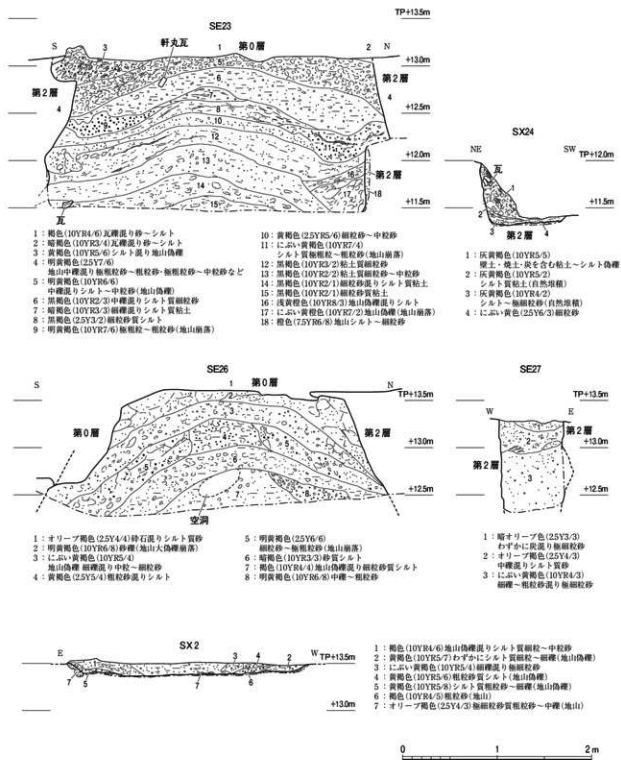 SE23
TP+13.5m
S 3 1 第0層 2 N
軒丸瓦
+13.0m
第2層
第2層
+12.5m
+12.0m
+11.5m
瓦
第2層
SX24
NE SW TP+12.0m
瓦
+11.5m
第2層
1：褐色(10YR4/6)瓦礫混り砂～シルト
2：暗褐色(10YR3/4)瓦礫混り砂～シルト
3：黄褐色(10YR5/6)シルト混り地山偽礫
4：明黄褐色(2.5Y7/6)
地山中礫混り極粗粒砂～粗粒砂・極粗粒砂～中粒砂など
5：明黄褐色(10YR6/6)
中礫混りシルト～中粒砂(地山偽礫)
6：黒褐色(10YR2/3)中礫混りシルト質細粒砂
7：暗褐色(10YR3/3)細礫混りシルト質粘土
8：黒褐色(2.5Y3/2)細粒砂質シルト
9：明黄褐色(10YR7/6)極粗粒～粗粒砂(地山崩落)
10：黄褐色(2.5Y5/6)細粒砂～中粒砂
11：にぶい黄褐色(10YR7/4)
シルト質極粗粒～粗粒砂(地山崩落)
12：黒褐色(10YR3/2)粘土質細粒砂
13：黒褐色(10YR2/2)粘土質細粒砂～中粒砂
14：黒褐色(10YR2/1)細粒砂混りシルト質粘土
15：黒褐色(10YR2/1)細粒砂質粘土
16：浅黄橙色(10YR8/3)地山偽礫混りシルト
17：にぶい黄橙色(10YR7/2)地山偽礫(地山崩落)
18：橙色(7.5YR6/8)地山シルト～細粒砂
1：灰黄褐色(10YR5/5)
壁土・焼土・炭を含む粘土～シルト偽礫
2：灰黄褐色(10YR5/2)
シルト質粘土(自然堆積)
3：灰黄褐色(10YR4/2)
シルト～極細粒砂(自然堆積)
4：にぶい黄色(2.5Y6/3)細粒砂
SE26
S 1 第0層 N
TP+13.5m
第0層
第2層
+13.0m
+12.5m
空洞
SE27
W E TP+13.5m
第2層
+13.0m
第2層
+12.5m
1：オリーブ褐色(2.5Y4/4)砕石混りシルト質砂
2：明黄褐色(10YR6/8)砂礫(地山大偽礫崩落)
3：にぶい黄褐色(10YR5/4)
地山偽礫 細礫混り中粒～細粒砂
4：黄褐色(2.5Y5/4)粗粒砂混りシルト
5：明黄褐色(2.5Y6/6)
細粒砂～極粗粒砂(地山崩落)
6：暗褐色(10YR3/3)砂質シルト
7：褐色(10YR4/4)地山偽礫混り細粒砂質シルト
8：明黄褐色(10YR6/8)中礫～粗粒砂
1：暗オリーブ色(2.5Y3/3)
わずかに炭混り極細粒砂
2：オリーブ褐色(2.5Y4/3)
中礫混りシルト質砂
3：にぶい黄褐色(10YR4/3)
細礫～粗粒砂混り極細粒砂
SX2
E 3 4 2 W TP+13.5m
7 5 7 6
+13.0m
1：褐色(10YR4/6)地山偽礫混りシルト質細粒～中粒砂
2：黄褐色(10YR5/7)わずかにシルト質細粒～細礫(地山偽礫)
3：にぶい黄褐色(10YR5/4)細礫混り極細粒砂
4：黄褐色(10YR5/6)粗粒砂質シルト(地山偽礫)
5：黄褐色(10YR5/8)シルト質粗粒砂～細礫(地山偽礫)
6：褐色(10YR4/5)粗粒砂(地山)
7：オリーブ褐色(2.5Y4/3)極細粒砂質粗粒砂～中礫(地山)
0 1 2 m